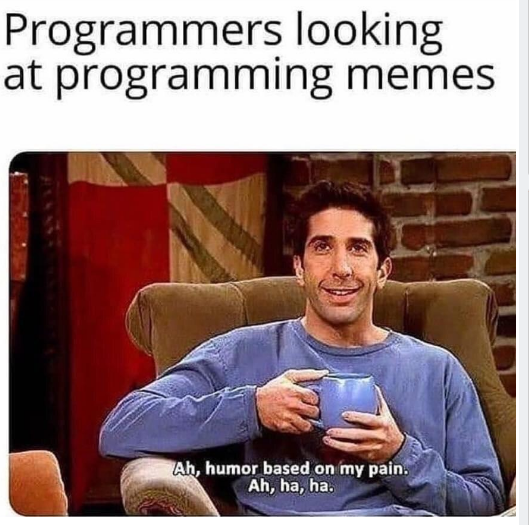 Programmers looking
at programming memes
Ah, humor based on my pain.
Ah, ha, ha.